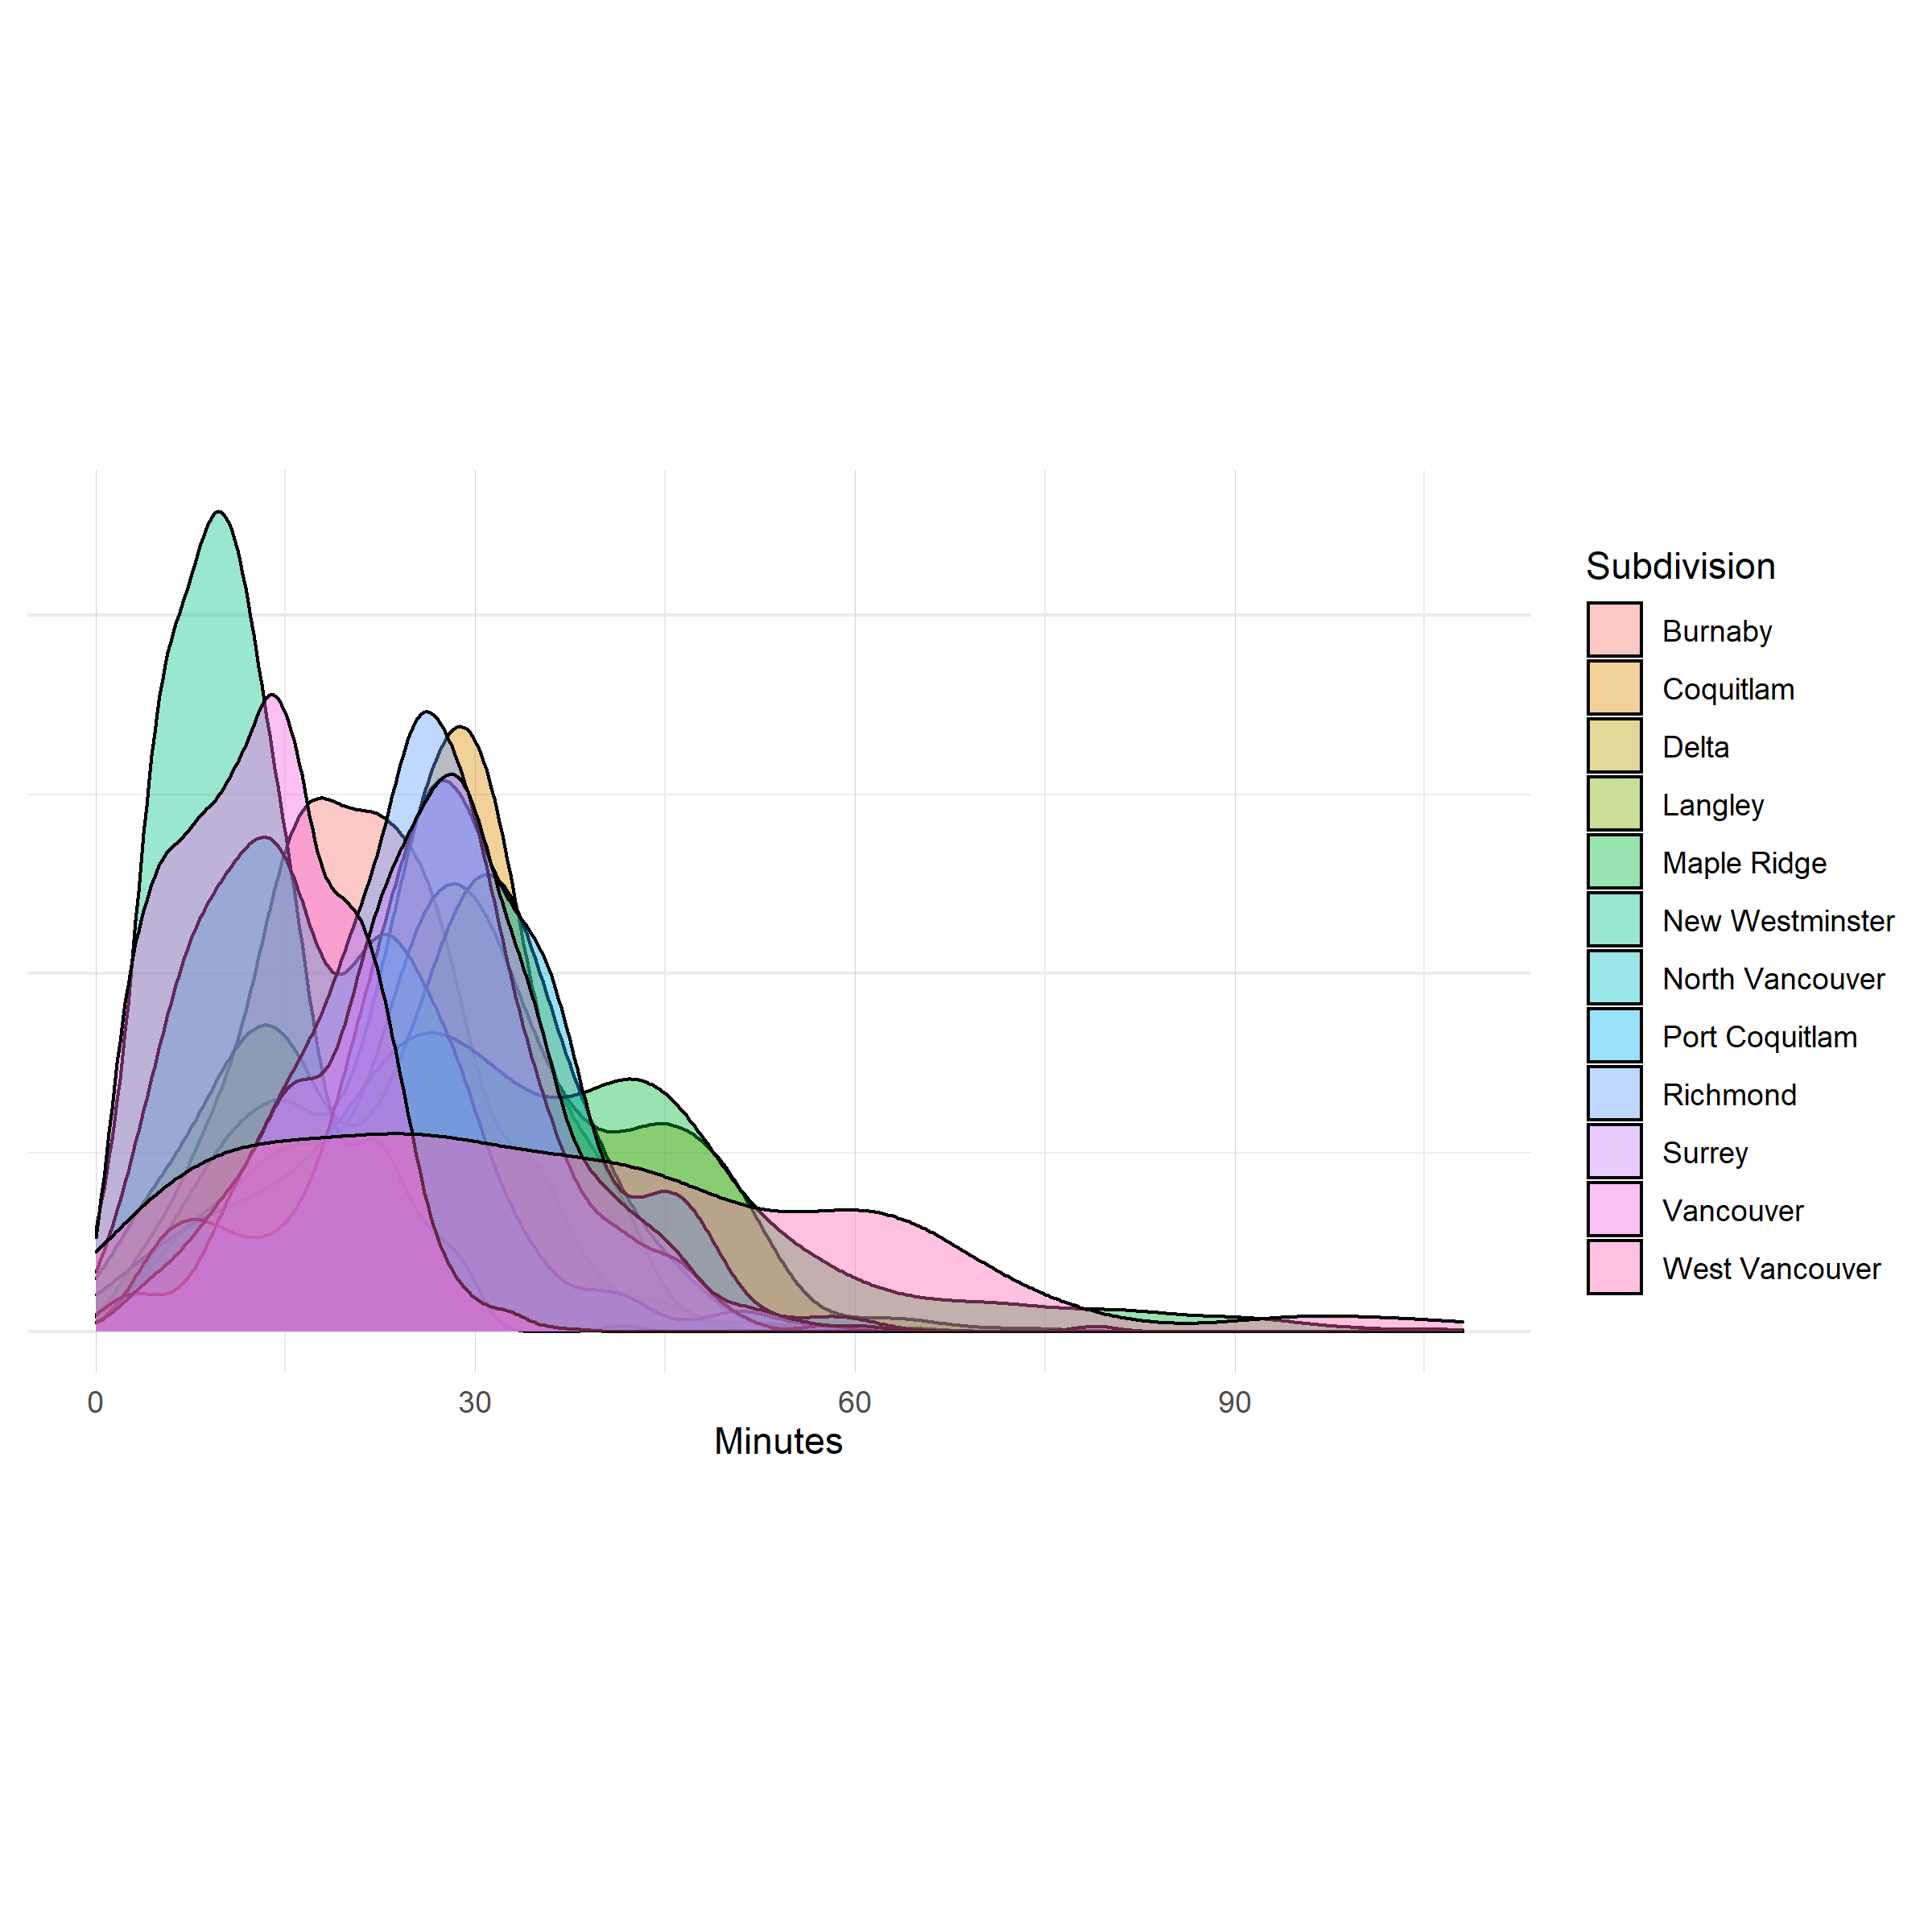 Subdivision
Burnaby
Coquitlam
Delta
Langley
Maple Ridge
New Westminster
North Vancouver
Port Coquitlam
Richmond
Surrey
Vancouver
West Vancouver
0 30 60 90
Minutes